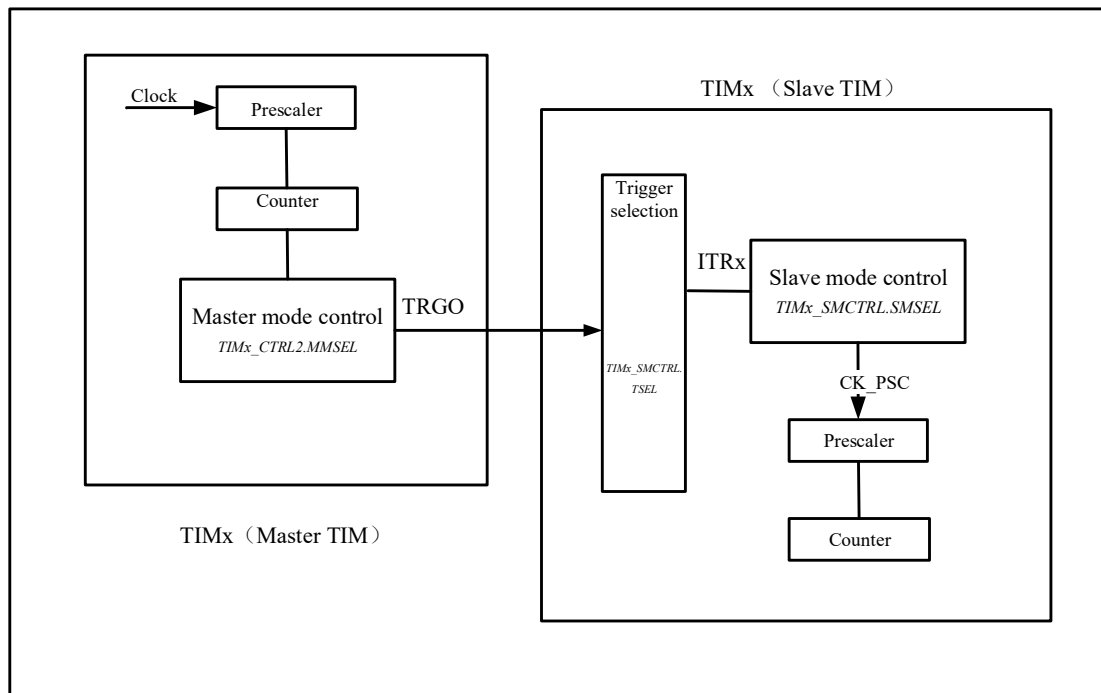 Clock
Prescaler
Counter
Master mode control
TIMx_CTRL2.MMSEL
TRGO
TIMx（Master TIM）
TIMx （Slave TIM）
Trigger
selection
TIMx_SMCTRL.
TSEL
ITRx
Slave mode control
TIMx_SMCTRL.SMSEL
CK_PSC
Prescaler
Counter